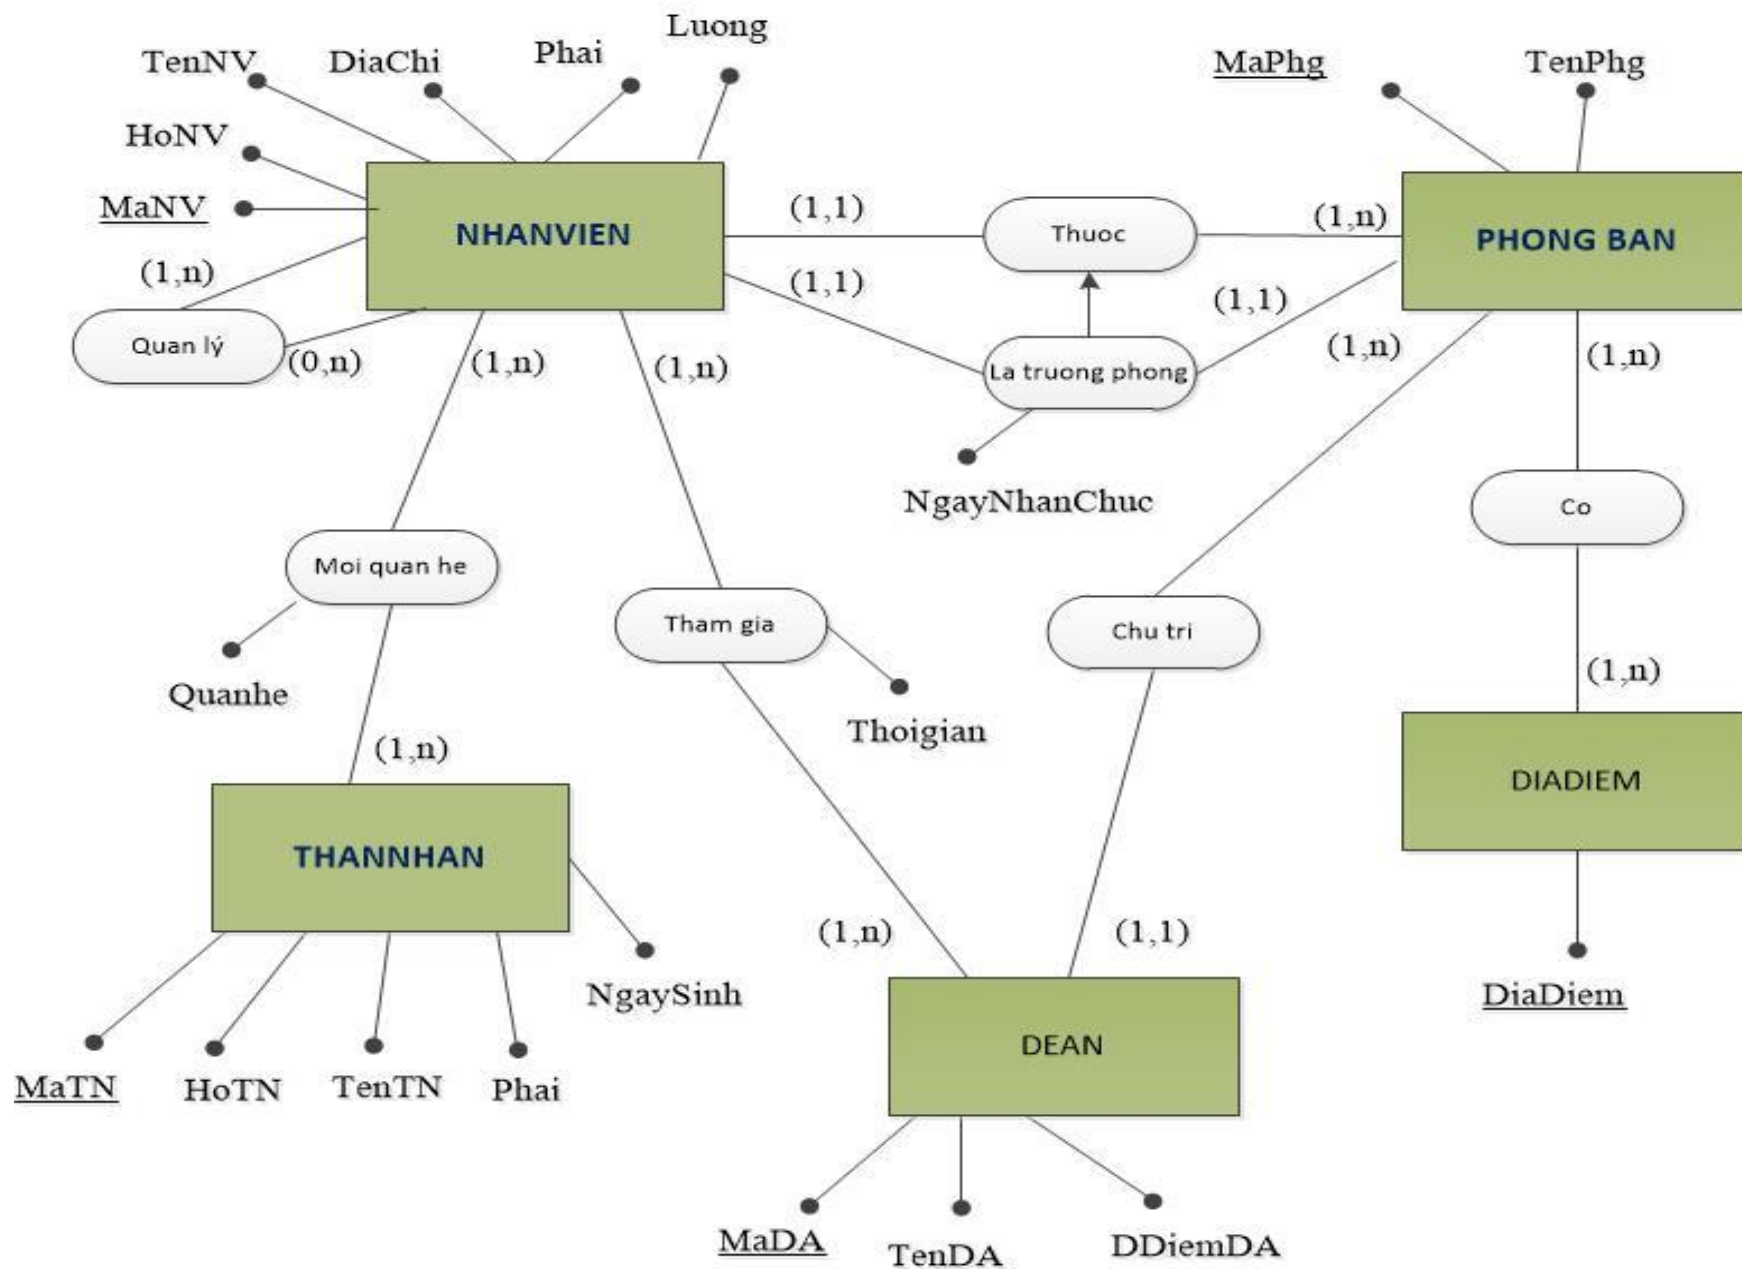 Luong
TenNV
DiaChi
Phai
MaPhg
TenPhg
HoNV
MaNV
NHANVIEN
(1,1)
Thuoc
(1,n)
PHONG BAN
(1,n)
(1,1)
(1,1)
Quan lý
(0,n)
(1,n)
(1,n)
La truong phong
(1,n)
(1,n)
NgayNhanChuc
Co
Moi quan he
Tham gia
Chu tri
Quanhe
(1,n)
Thoigian
(1,n)
DIADIEM
THANNHAN
(1,n)
(1,1)
NgaySinh
DiaDiem
DEAN
MaTN
HoTN
TenTN
Phai
MaDA
TenDA
DDiemDA